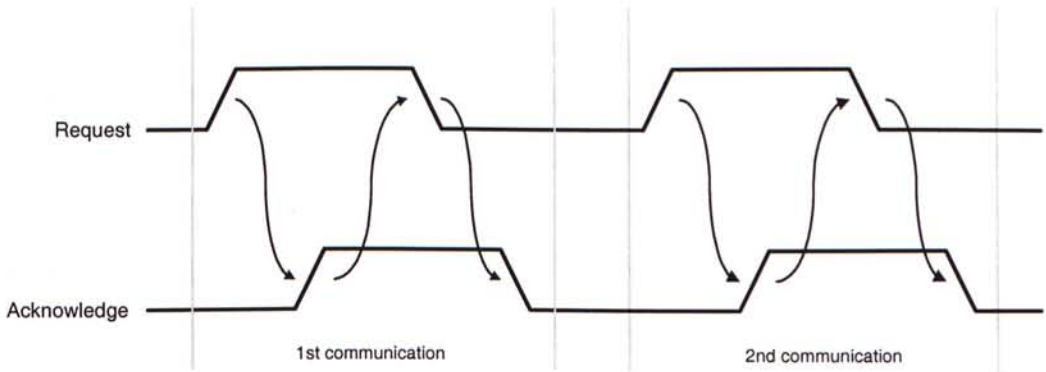 Request
Acknowledge
1st communication
2nd communication